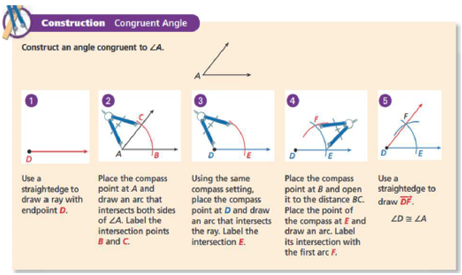 Construction Congruent Angle
Construct an angle congruent to ∠A.
A
1
2
3
4
5
D
A
B
C
D
E
D
E
F
D
E
F
Use a
straightedge to
draw a ray with
endpoint D.
Place the compass
point at A and
draw an arc that
intersects both sides
of ∠A. Label the
intersection points
B and C.
Using the same
compass setting,
place the compass
point at D and draw
an arc that intersects
the ray. Label the
intersection E.
Place the compass
point at B and open
it to the distance BC.
Place the point of
the compass at E and
draw an arc. Label
its intersection with
the first arc F.
Use a
straightedge to
draw DF.
∠D ≅ ∠A